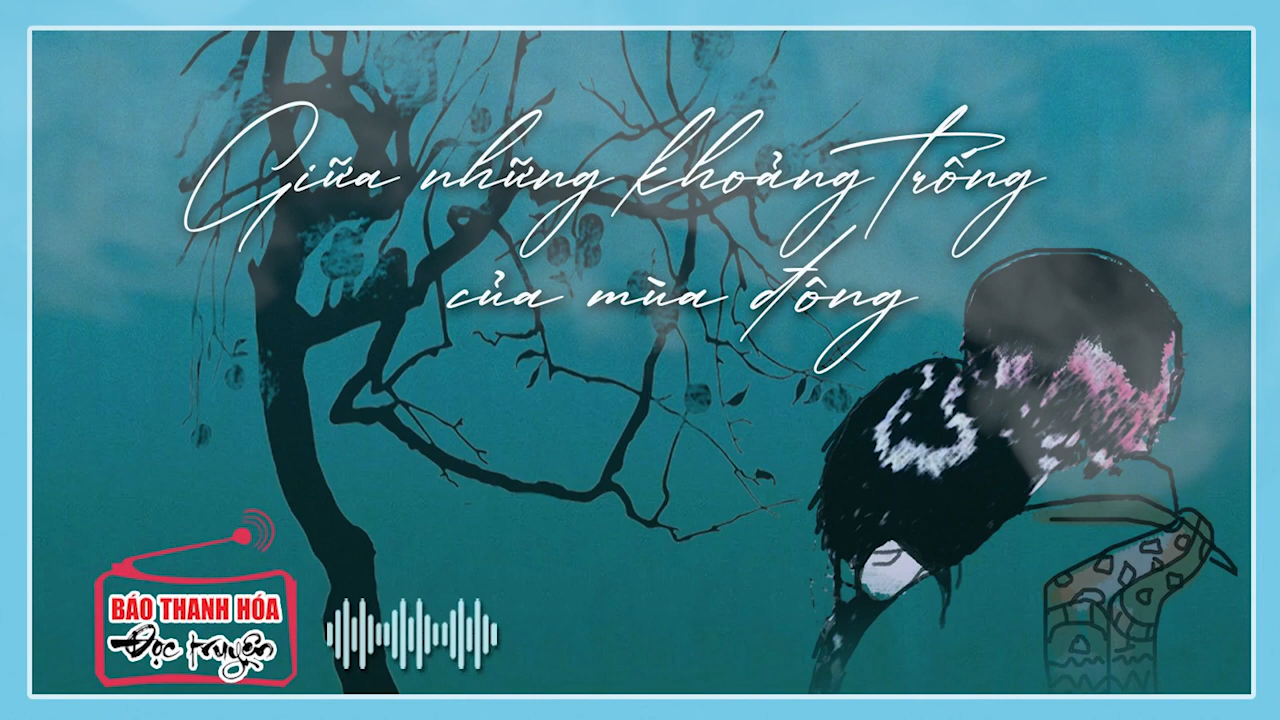 Giữa những khoảng trống
của mùa đông
BÁO THANH HÓA
Đọc truyện